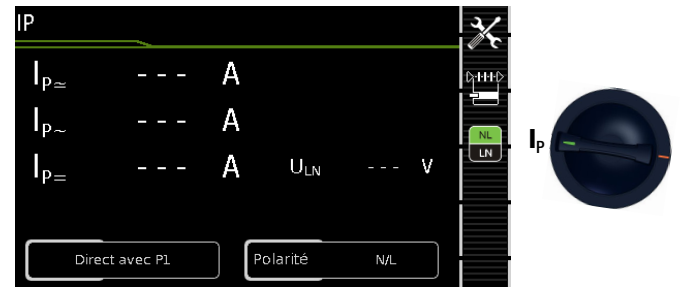 IP
Ip≂ --- A
Ip~ --- A
Ip= --- A ULN --- V
Direct avec P1 Polarité N/L
NL
LN
Ip